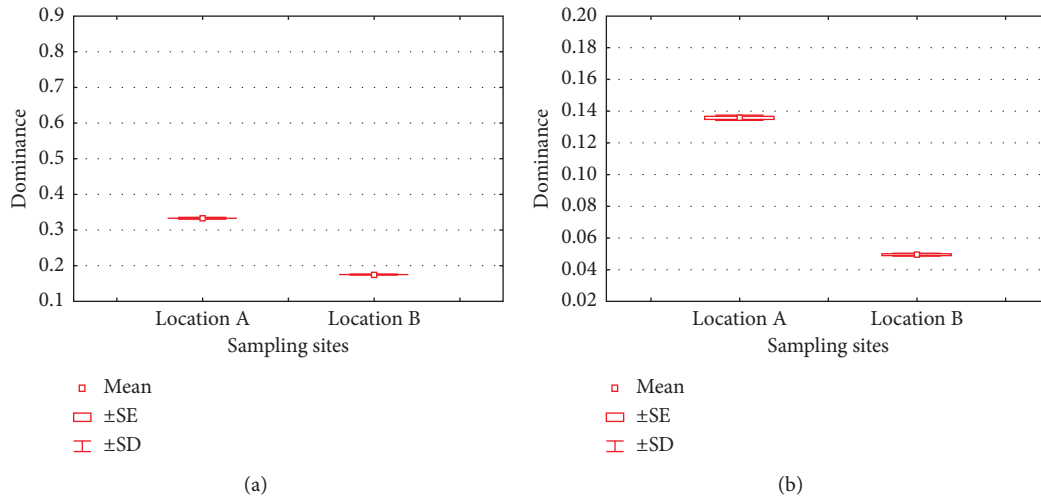 0.9
0.8
0.7
0.6
0.5
0.4
0.3
0.2
0.1
Dominance
Location A Location B
Sampling sites
Mean
±SE
±SD
(a)
0.20
0.18
0.16
0.14
0.12
0.10
0.08
0.06
0.04
0.02
Dominance
Location A Location B
Sampling sites
Mean
±SE
±SD
(b)